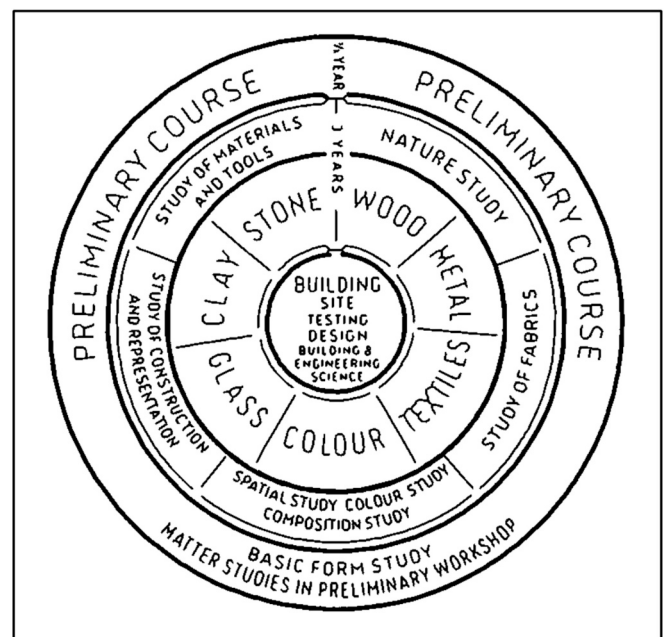 ½ YEAR
PRELIMINARY COURSE
PRELIMINARY COURSE
BASIC FORM STUDY
MATTER STUDIES IN PRELIMINARY WORKSHOP
3 YEARS
STUDY OF MATERIALS
AND TOOLS
NATURE STUDY
STUDY OF FABRICS
SPATIAL STUDY COLOUR STUDY
COMPOSITION STUDY
STUDY OF CONSTRUCTION
AND REPRESENTATION
STONE
WOOD
METAL
TEXTILES
COLOUR
GLASS
CLAY
BUILDING
SITE
TESTING
DESIGN
BUILDING &
ENGINEERING
SCIENCE